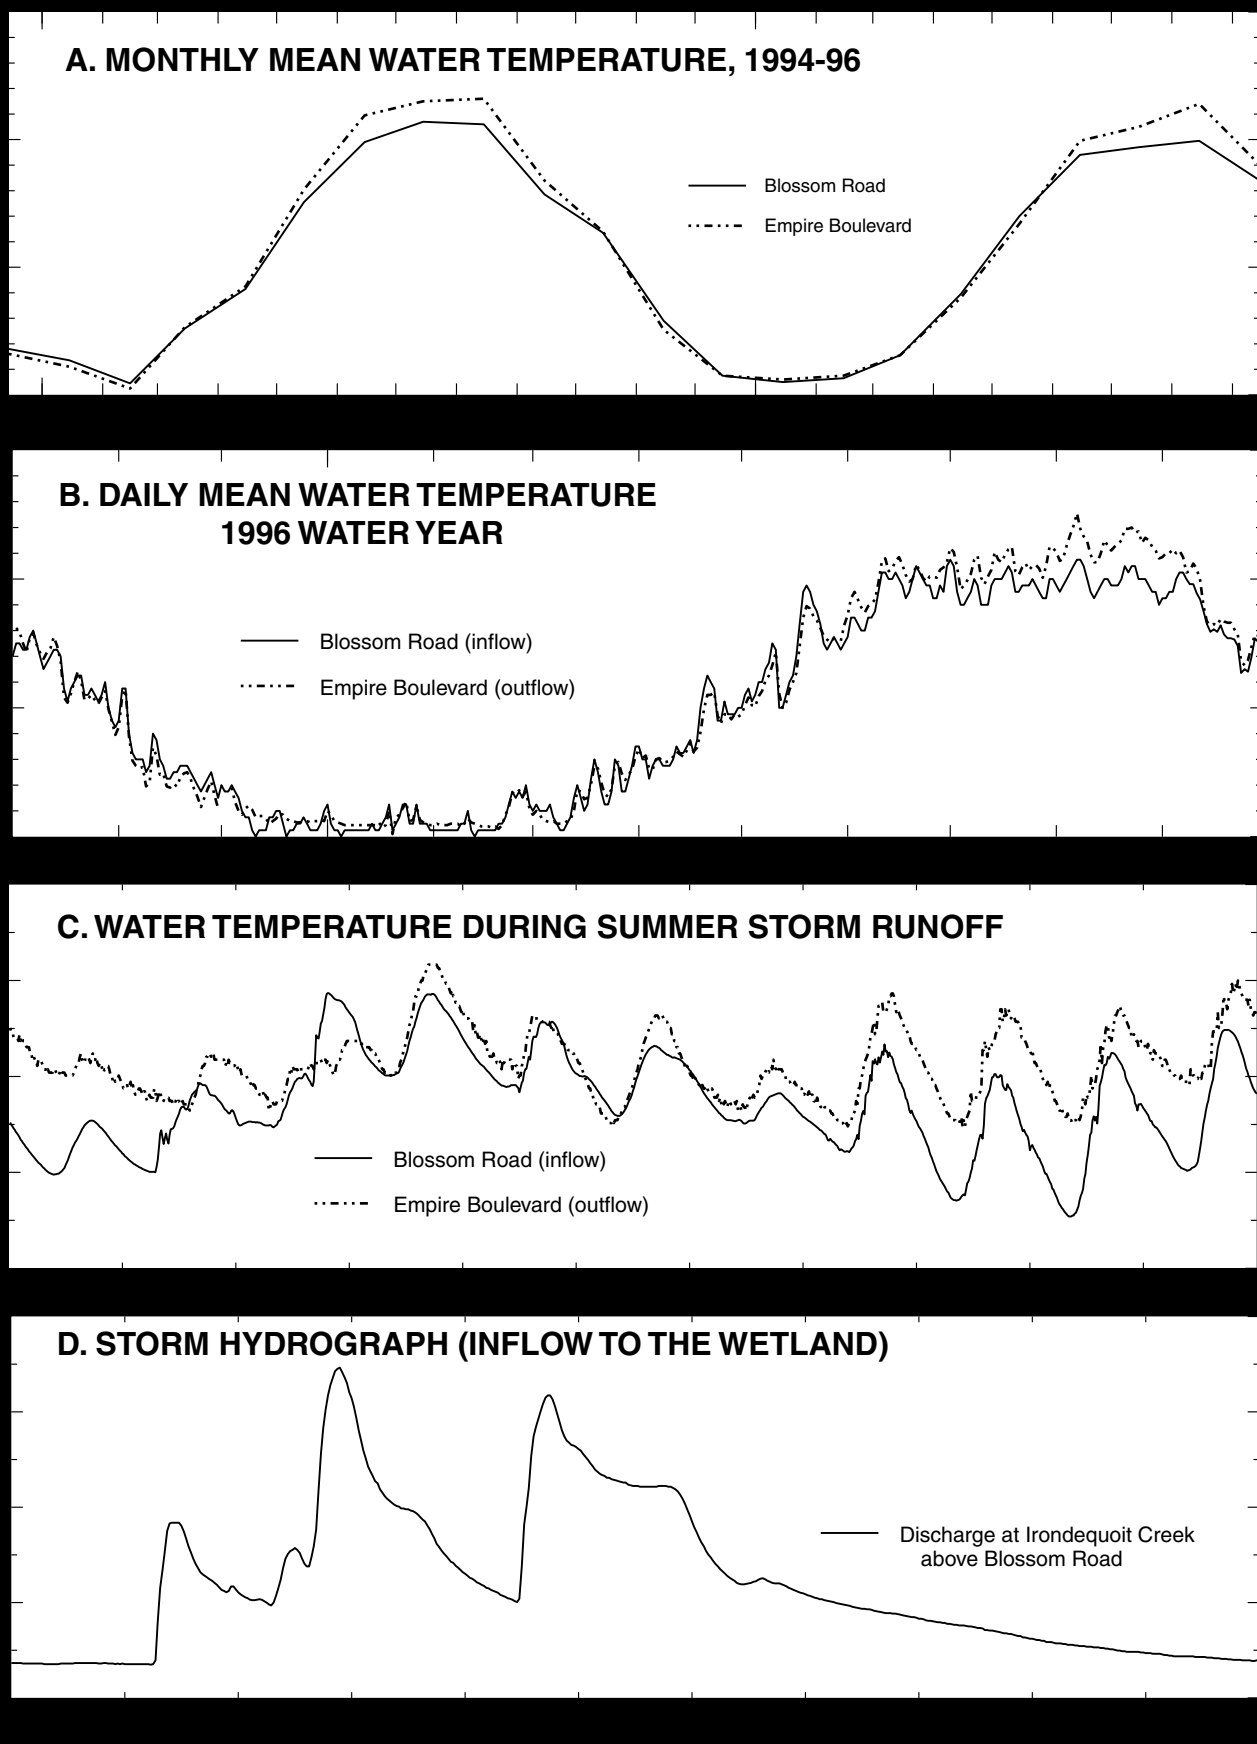 A. MONTHLY MEAN WATER TEMPERATURE, 1994-96
Blossom Road
Empire Boulevard
B. DAILY MEAN WATER TEMPERATURE
1996 WATER YEAR
Blossom Road (inflow)
Empire Boulevard (outflow)
C. WATER TEMPERATURE DURING SUMMER STORM RUNOFF
Blossom Road (inflow)
Empire Boulevard (outflow)
D. STORM HYDROGRAPH (INFLOW TO THE WETLAND)
Discharge at Irondequoit Creek
above Blossom Road